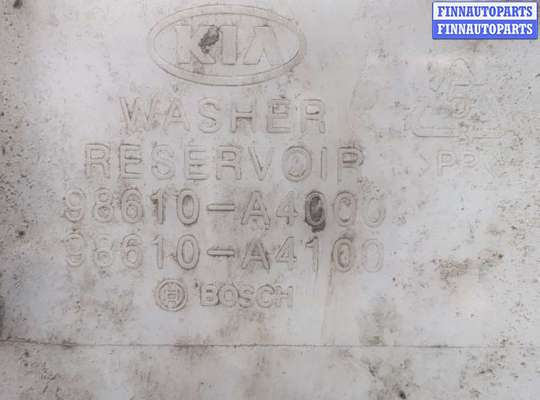 FINNAUTOPARTS
FINNAUTOPARTS
KIA
WASHER
RESERVOIR
98610-A4000
98610-A4100
H BOSCH
>PP<